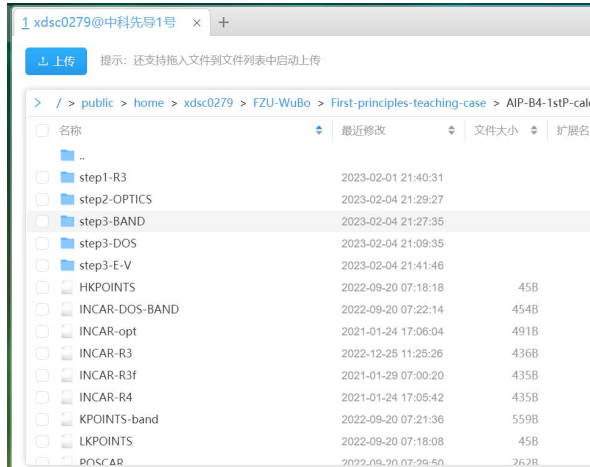 1 xdsc0279@中科先导1号 × +
上传 提示：还支持拖入文件到文件列表中启动上传
> / > public > home > xdsc0279 > FZU-WuBo > First-principles-teaching-case > AIP-B4-1stP-calc
名称 最近修改 文件大小 扩展名
..
step1-R3 2023-02-01 21:40:31
step2-OPTICS 2023-02-04 21:29:27
step3-BAND 2023-02-04 21:27:35
step3-DOS 2023-02-04 21:09:35
step3-E-V 2023-02-04 21:41:46
HKPOINTS 2022-09-20 07:18:18 45B
INCAR-DOS-BAND 2022-09-20 07:22:14 454B
INCAR-opt 2021-01-24 17:06:04 491B
INCAR-R3 2022-12-25 11:25:26 436B
INCAR-R3f 2021-01-29 07:00:20 435B
INCAR-R4 2021-01-24 17:05:42 435B
KPOINTS-band 2022-09-20 07:21:36 559B
LKPOINTS 2022-09-20 07:18:08 45B
POSCAR 2022-09-20 07:29:50 262B